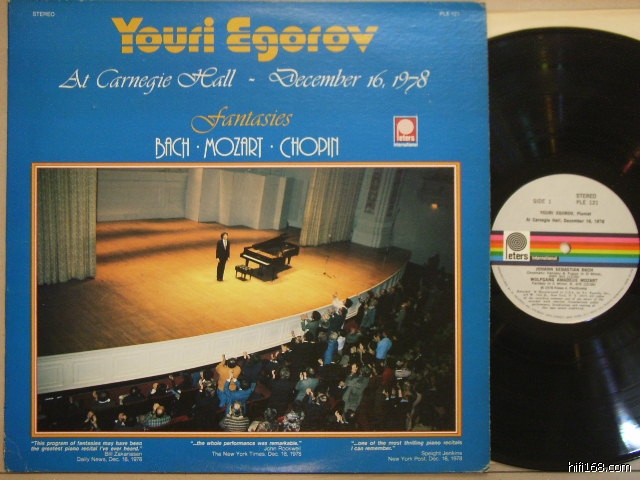 STEREO
PLE 121
Youri Egorov
At Carnegie Hall ~ December 16, 1978
Fantasies
BACH · MOZART · CHOPIN
Peters
international
"This program of fantasies may have been
the greatest piano recital I've ever heard."
Bill Zakariasen
Daily News, Dec. 18, 1978
"...the whole performance was remarkable."
John Rockwell
The New York Times, Dec. 18, 1978
"...one of the most thrilling piano recitals
I can remember."
Speight Jenkins
New York Post, Dec. 18, 1978
SIDE 1
STEREO
PLE 121
YOURI EGOROV, Pianist
At Carnegie Hall, December 16, 1978
Peters
international
JOHANN SEBASTIAN BACH
WOLFGANG AMADEUS MOZART
hifi168.com